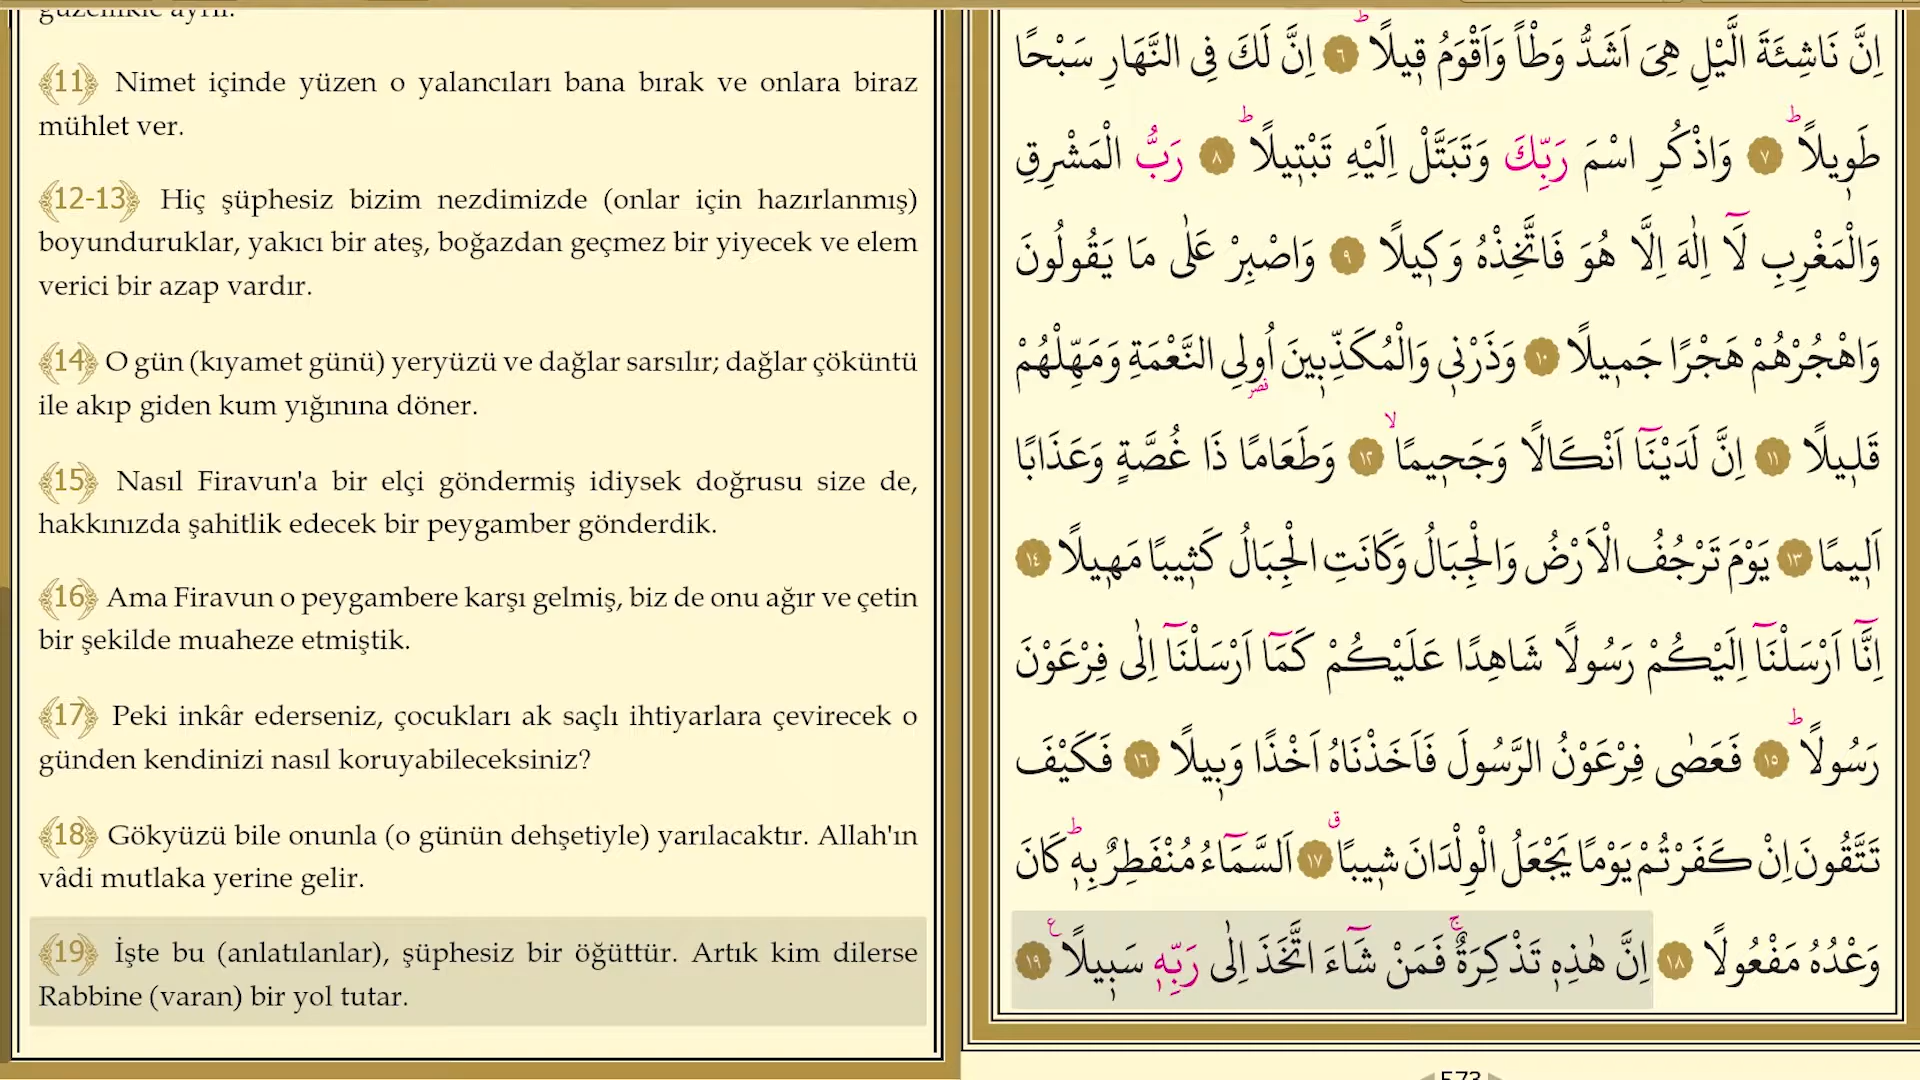 güzellikle ayrıl.
﴾11﴿ Nimet içinde yüzen o yalancıları bana bırak ve onlara biraz
mühlet ver.
﴾12-13﴿ Hiç şüphesiz bizim nezdimizde (onlar için hazırlanmış)
boyunduruklar, yakıcı bir ateş, boğazdan geçmez bir yiyecek ve elem
verici bir azap vardır.
﴾14﴿ O gün (kıyamet günü) yeryüzü ve dağlar sarsılır; dağlar çöküntü
ile akıp giden kum yığınına döner.
﴾15﴿ Nasıl Firavun'a bir elçi göndermiş idiysek doğrusu size de,
hakkınızda şahitlik edecek bir peygamber gönderdik.
﴾16﴿ Ama Firavun o peygambere karşı gelmiş, biz de onu ağır ve çetin
bir şekilde muaheze etmiştik.
﴾17﴿ Peki inkâr ederseniz, çocukları ak saçlı ihtiyarlara çevirecek o
günden kendinizi nasıl koruyabileceksiniz?
﴾18﴿ Gökyüzü bile onunla (o günün dehşetiyle) yarılacaktır. Allah'ın
vâdi mutlaka yerine gelir.
﴾19﴿ İşte bu (anlatılanlar), şüphesiz bir öğüttür. Artık kim dilerse
Rabbine (varan) bir yol tutar.
اِنَّ نَاشِئَةَ الَّيْلِ هِىَ اَشَدُّ وَطْاً وَاَقْوَمُ ق۪يلًاۜ ٦ اِنَّ لَكَ فِى النَّهَارِ سَبْحًا
طَو۪يلًاۜ ٧ وَاذْكُرِ اسْمَ رَبِّكَ وَتَبَتَّلْ اِلَيْهِ تَبْت۪يلًاۜ ٨ رَبُّ الْمَشْرِقِ
وَالْمَغْرِبِ لَٓا اِلٰهَ اِلَّا هُوَ فَاتَّخِذْهُ وَك۪يلًا ٩ وَاصْبِرْ عَلٰى مَا يَقُولُونَ
وَاهْجُرْهُمْ هَجْرًا جَم۪يلًا ١٠ وَذَرْن۪ى وَالْمُكَذِّب۪ينَ اُو۬لِى النَّعْمَةِ وَمَهِّلْهُمْ
قَل۪يلًا ١١ اِنَّ لَدَيْنَٓا اَنْكَالًا وَجَح۪يمًاۙ ١٢ وَطَعَامًا ذَا غُصَّةٍ وَعَذَابًا
اَل۪يمًا ١٣ يَوْمَ تَرْجُفُ الْاَرْضُ وَالْجِبَالُ وَكَانَتِ الْجِبَالُ كَث۪يبًا مَه۪يلًا ١٤
اِنَّٓا اَرْسَلْنَٓا اِلَيْكُمْ رَسُولًا شَاهِدًا عَلَيْكُمْ كَمَٓا اَرْسَلْنَٓا اِلٰى فِرْعَوْنَ
رَسُولًاۜ ١٥ فَعَصٰى فِرْعَوْنُ الرَّسُولَ فَاَخَذْنَاهُ اَخْذًا وَب۪يلًا ١٦ فَكَيْفَ
تَتَّقُونَ اِنْ كَفَرْتُمْ يَوْمًا يَجْعَلُ الْوِلْدَانَ ش۪يبًاۗ ١٧ اَلسَّمَٓاءُ مُنْفَطِرٌ بِه۪ۜ كَانَ
وَعْدُهُ مَفْعُولًا ١٨ اِنَّ هٰذِه۪ تَذْكِرَةٌۚ فَمَنْ شَٓاءَ اتَّخَذَ اِلٰى رَبِّه۪ سَب۪يلًا۟ ١٩
573